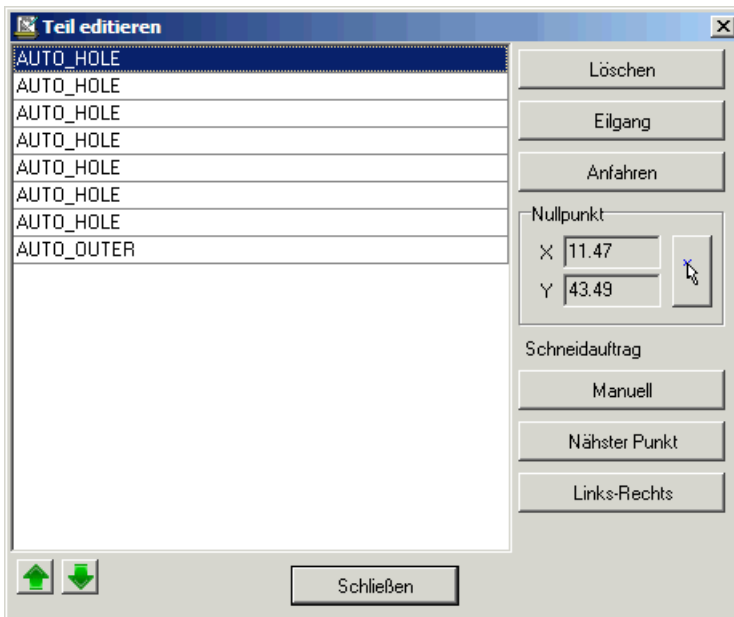 Teil editieren
AUTO_HOLE
AUTO_HOLE
AUTO_HOLE
AUTO_HOLE
AUTO_HOLE
AUTO_HOLE
AUTO_HOLE
AUTO_OUTER
Löschen
Eilgang
Anfahren
Nullpunkt
X 11.47
Y 43.49
Schneidauftrag
Manuell
Nähster Punkt
Links-Rechts
Schließen